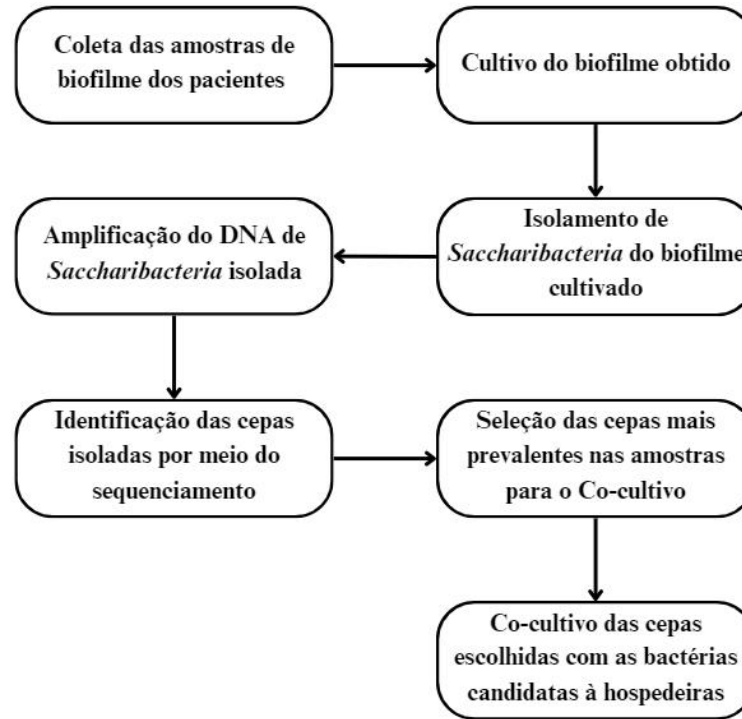 Coleta das amostras de
biofilme dos pacientes
Cultivo do biofilme obtido
Isolamento de
Saccharibacteria do biofilme
cultivado
Amplificação do DNA de
Saccharibacteria isolada
Identificação das cepas
isoladas por meio do
sequenciamento
Seleção das cepas mais
prevalentes nas amostras
para o Co-cultivo
Co-cultivo das cepas
escolhidas com as bactérias
candidatas à hospedeiras